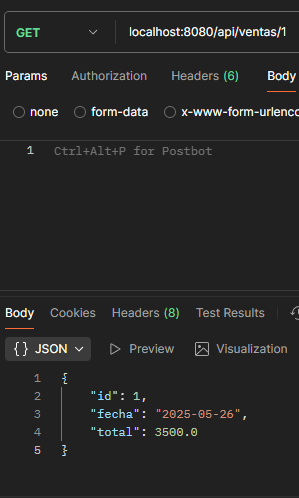 GET localhost:8080/api/ventas/1
Params Authorization Headers (6) Body
none form-data x-www-form-urlenco
1 Ctrl+Alt+P for Postbot
Body Cookies Headers (8) Test Results
{} JSON Preview Visualization
1 {
2 "id": 1,
3 "fecha": "2025-05-26",
4 "total": 3500.0
5 }